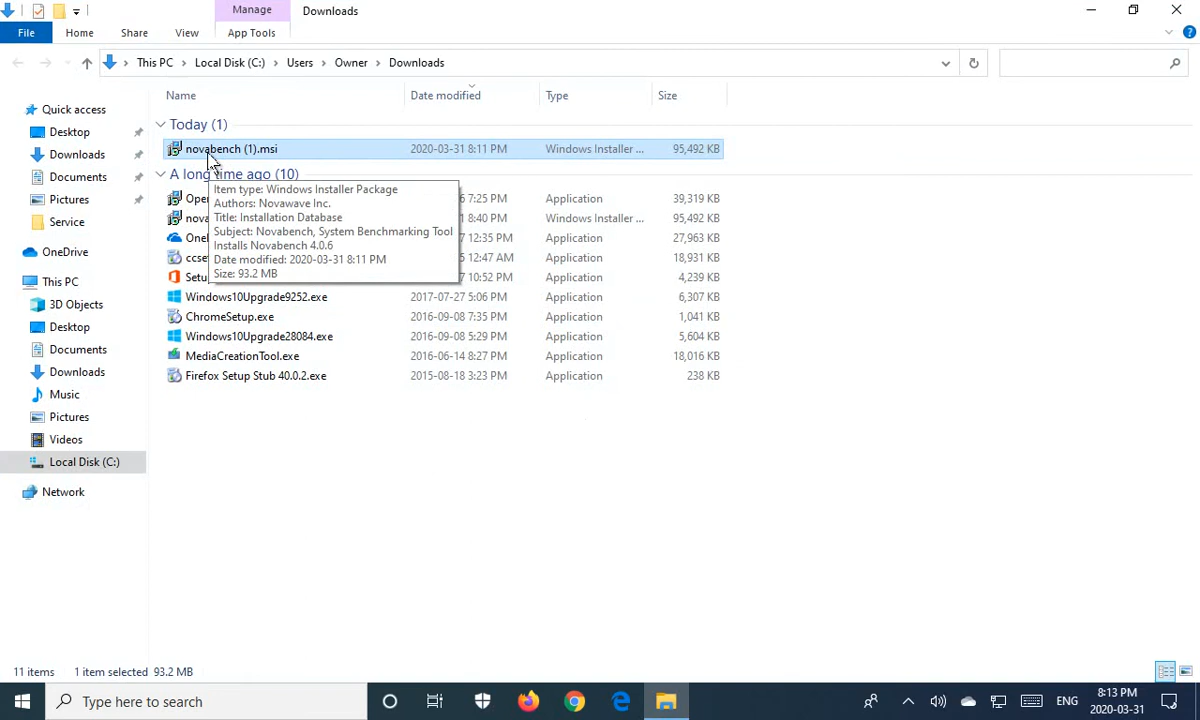 Manage
Downloads
File
Home
Share
View
App Tools
This PC
Local Disk (C:)
Users
Owner
Downloads
Name
Date modified
Type
Size
Quick access
Desktop
Downloads
Documents
Pictures
Service
OneDrive
This PC
3D Objects
Desktop
Documents
Downloads
Music
Pictures
Videos
Local Disk (C:)
Network
Today (1)
novabench (1).msi 2020-03-31 8:11 PM Windows Installer ... 95,492 KB
A long time ago (10)
7:25 PM Application 39,319 KB
8:40 PM Windows Installer ... 95,492 KB
12:35 PM Application 27,963 KB
12:47 AM Application 18,931 KB
10:52 PM Application 4,239 KB
Windows10Upgrade9252.exe 2017-07-27 5:06 PM Application 6,307 KB
ChromeSetup.exe 2016-09-08 7:35 PM Application 1,041 KB
Windows10Upgrade28084.exe 2016-09-08 5:29 PM Application 5,604 KB
MediaCreationTool.exe 2016-06-14 8:27 PM Application 18,016 KB
Firefox Setup Stub 40.0.2.exe 2015-08-18 3:23 PM Application 238 KB
Item type: Windows Installer Package
Authors: Novawave Inc.
Title: Installation Database
Subject: Novabench, System Benchmarking Tool
Installs Novabench 4.0.6
Date modified: 2020-03-31 8:11 PM
Size: 93.2 MB
11 items
1 item selected 93.2 MB
Type here to search
ENG
8:13 PM
2020-03-31